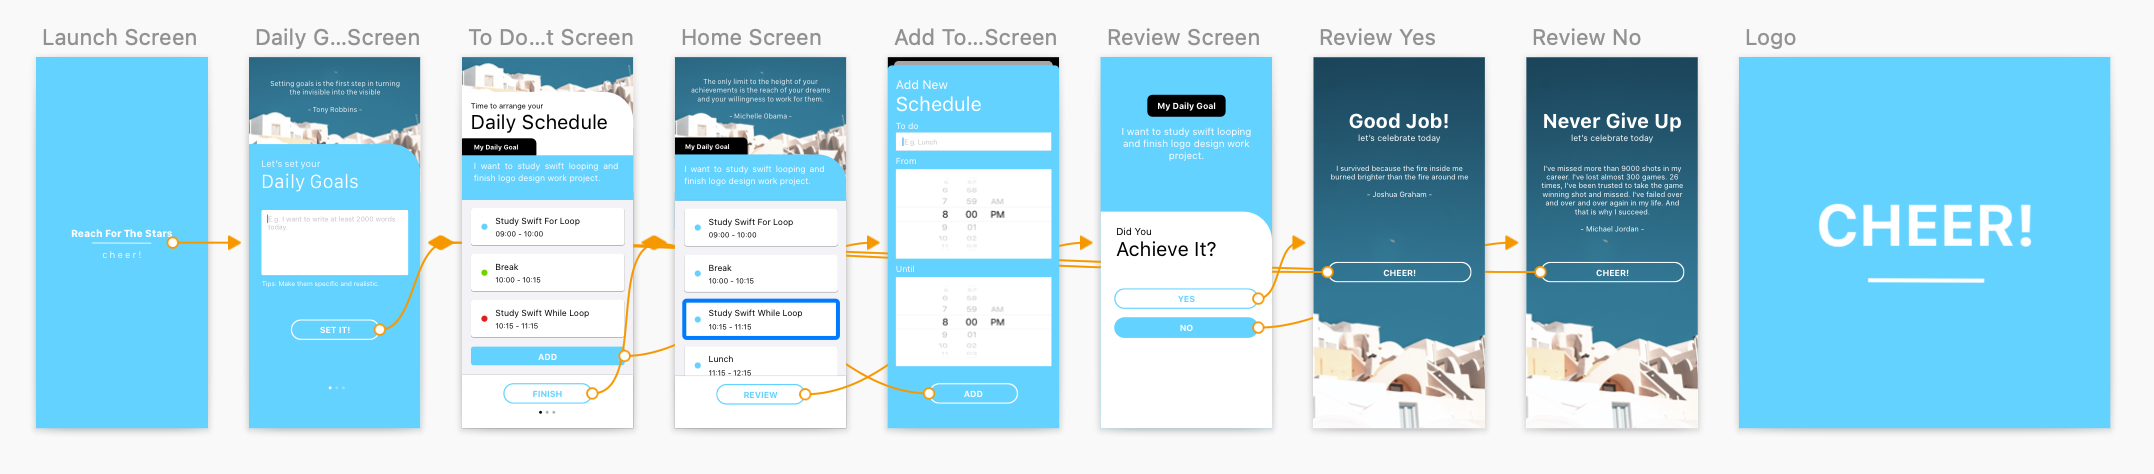 Launch Screen
Reach For The Stars
cheer!
Daily G...Screen
Setting goals is the first step in turning
the invisible into the visible
- Tony Robbins -
Let's set your
Daily Goals
E.g. I want to write at least 2000 words
today
Tips: Make them specific and realistic.
SET IT!
To Do...t Screen
Time to arrange your
Daily Schedule
My Daily Goal
I want to study swift looping and
finish logo design work project.
Study Swift For Loop
09:00 - 10:00
Break
10:00 - 10:15
Study Swift While Loop
10:15 - 11:15
ADD
FINISH
Home Screen
The only limit to the height of your
achievements is the reach of your dreams
and your willingness to work for them.
- Michelle Obama -
My Daily Goal
I want to study swift looping and
finish logo design work project.
Study Swift For Loop
09:00 - 10:00
Break
10:00 - 10:15
Study Swift While Loop
10:15 - 11:15
Lunch
11:15 - 12:15
REVIEW
Add To...Screen
Add New
Schedule
To do
E.g. Lunch
From
6 58
7 59 AM
8 00 PM
9 01
10 02
11 03
Until
6 58
7 59 AM
8 00 PM
9 01
10 02
11 03
ADD
Review Screen
My Daily Goal
I want to study swift looping
and finish logo design work
project.
Did You
Achieve It?
YES
NO
Review Yes
Good Job!
let's celebrate today
I survived because the fire inside me
burned brighter than the fire around me
- Joshua Graham -
CHEER!
Review No
Never Give Up
let's celebrate today
I've missed more than 9000 shots in my
career. I've lost almost 300 games. 26
times, I've been trusted to take the game
winning shot and missed. I've failed over
and over and over again in my life. And
that is why I succeed.
- Michael Jordan -
CHEER!
Logo
CHEER!